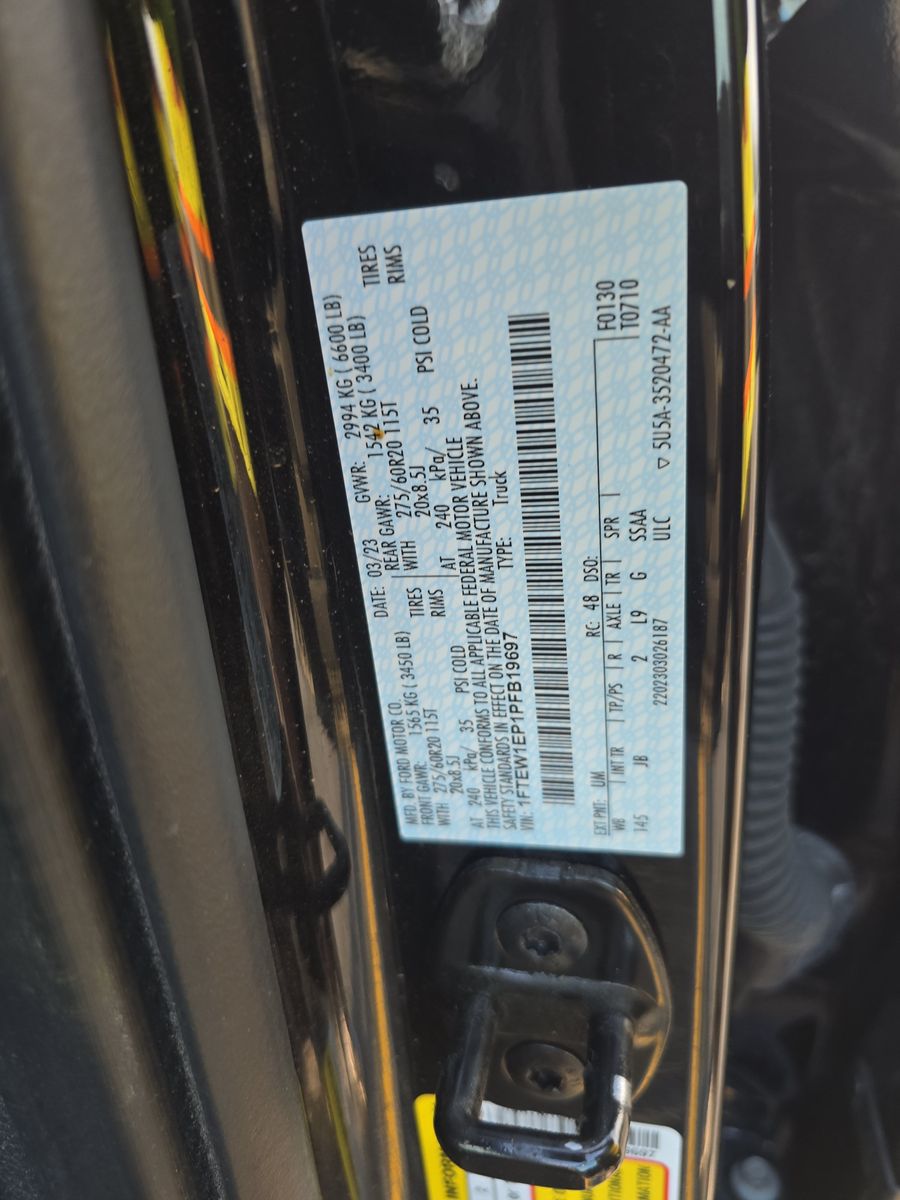 MFD. BY FORD MOTOR CO. DATE: 03/23 GVWR: 2994 KG ( 6600 LB)
FRONT GAWR: 1565 KG ( 3450 LB) REAR GAWR: 1542 KG ( 3400 LB)
WITH 275/60R20 115T TIRES WITH 275/60R20 115T TIRES
20x8.5J RIMS 20x8.5J RIMS
AT 240 kPa/ 35 PSI COLD AT 240 kPa/ 35 PSI COLD
THIS VEHICLE CONFORMS TO ALL APPLICABLE FEDERAL MOTOR VEHICLE
SAFETY STANDARDS IN EFFECT ON THE DATE OF MANUFACTURE SHOWN ABOVE.
VIN: 1FTEW1EP1PFB19697 TYPE: Truck
EXT PNT: UM RC: 48 DSO: F0130
WB INT TR TP/PS R AXLE TR SPR T0710
145 JB 2 L9 G SSAA
220230302618​7 ULC ▽ 5U5A-3520472-AA
INFOR